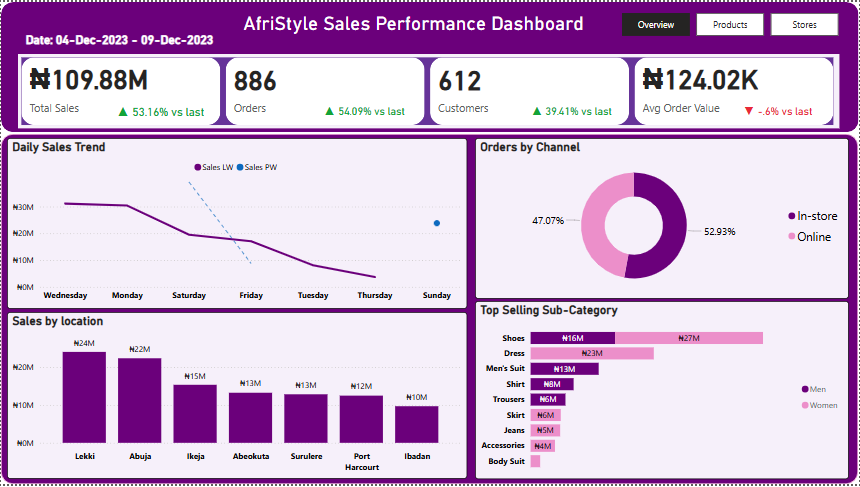 AfriStyle Sales Performance Dashboard
Overview
Products
Stores
Date: 04-Dec-2023 - 09-Dec-2023
₦109.88M
Total Sales
▲ 53.16% vs last
886
Orders
▲ 54.09% vs last
612
Customers
▲ 39.41% vs last
₦124.02K
Avg Order Value
▼ -.6% vs last
Daily Sales Trend
Sales LW
Sales PW
₦30M
₦20M
₦10M
₦0M
Wednesday
Monday
Saturday
Friday
Tuesday
Thursday
Sunday
Orders by Channel
47.07%
52.93%
In-store
Online
Sales by location
₦20M
₦10M
₦0M
₦24M
₦22M
₦15M
₦13M
₦13M
₦12M
₦10M
Lekki
Abuja
Ikeja
Abeokuta
Surulere
Port
Harcourt
Ibadan
Top Selling Sub-Category
Shoes ₦16M ₦27M
Dress ₦23M
Men's Suit ₦13M
Shirt ₦8M
Trousers ₦6M
Skirt ₦6M
Jeans ₦5M
Accessories ₦4M
Body Suit
Men
Women